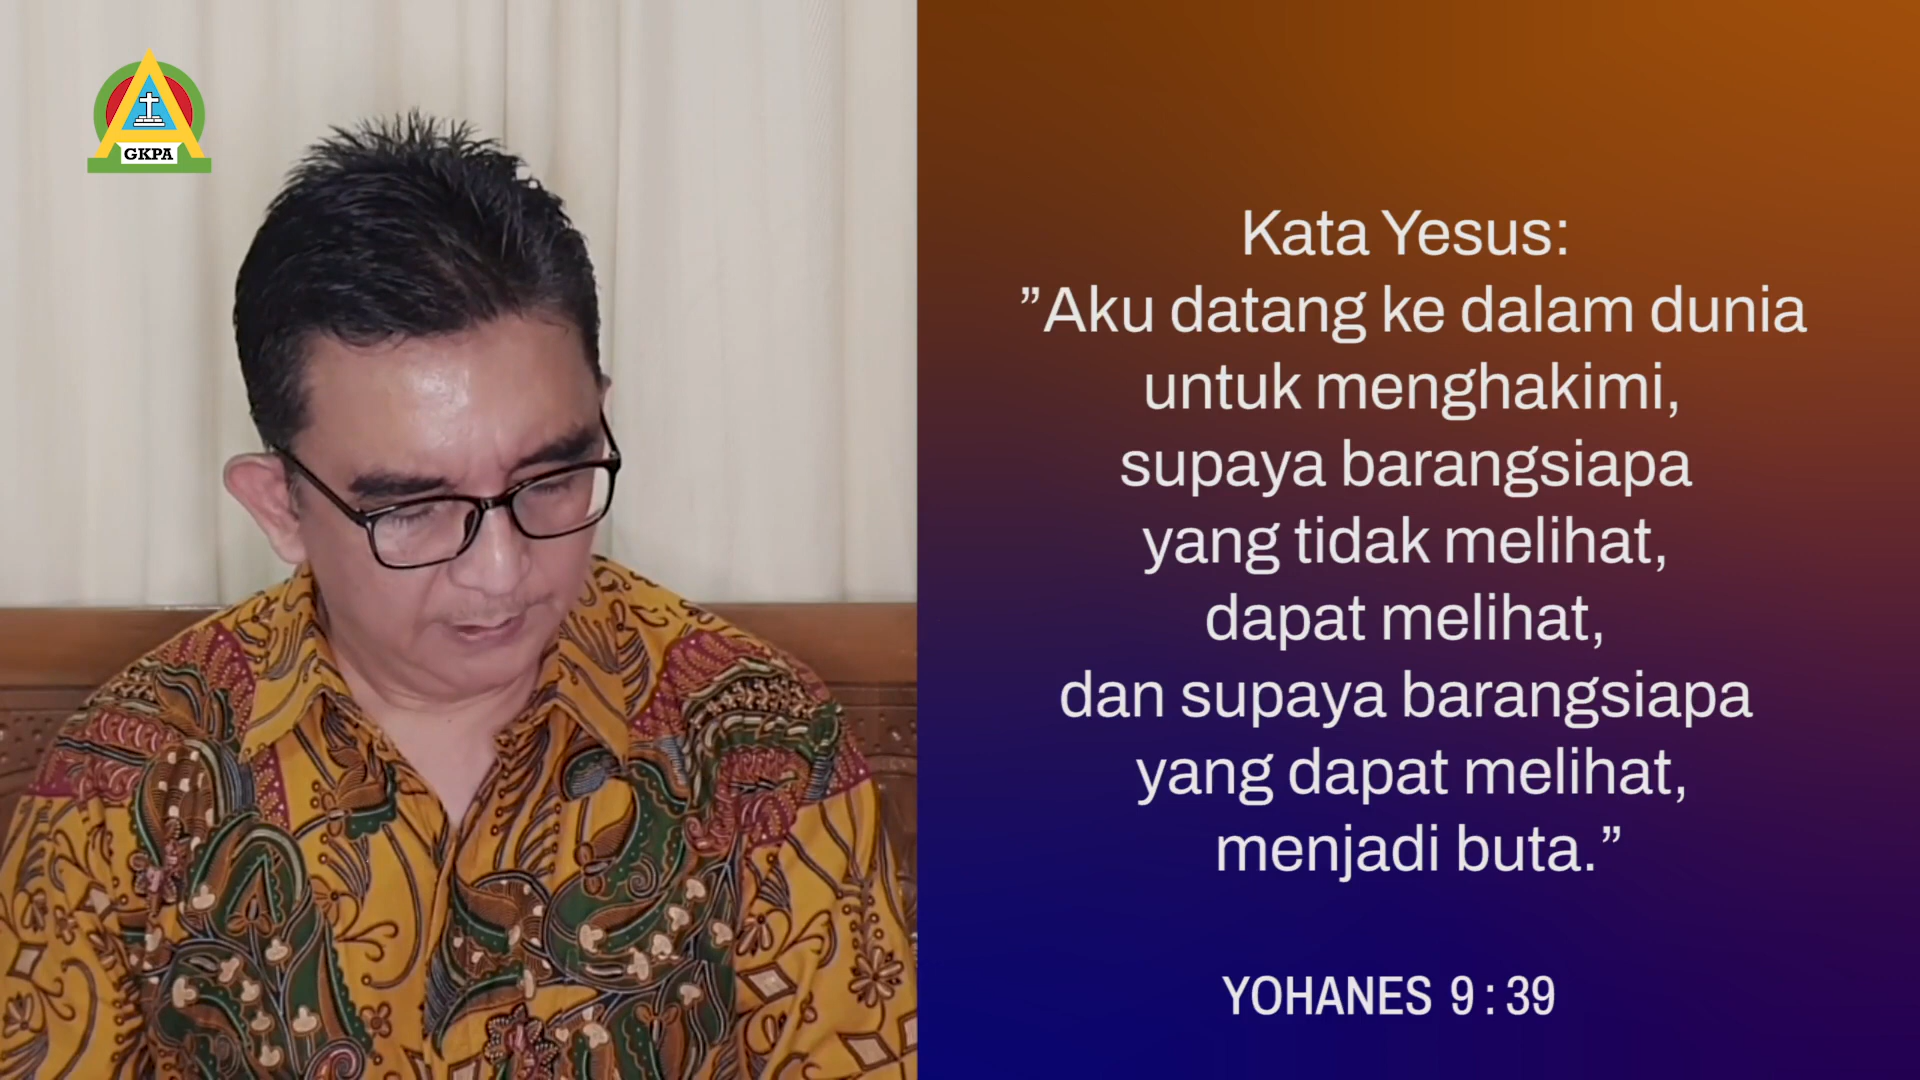 GKPA
Kata Yesus:
”Aku datang ke dalam dunia
untuk menghakimi,
supaya barangsiapa
yang tidak melihat,
dapat melihat,
dan supaya barangsiapa
yang dapat melihat,
menjadi buta.”
YOHANES 9 : 39